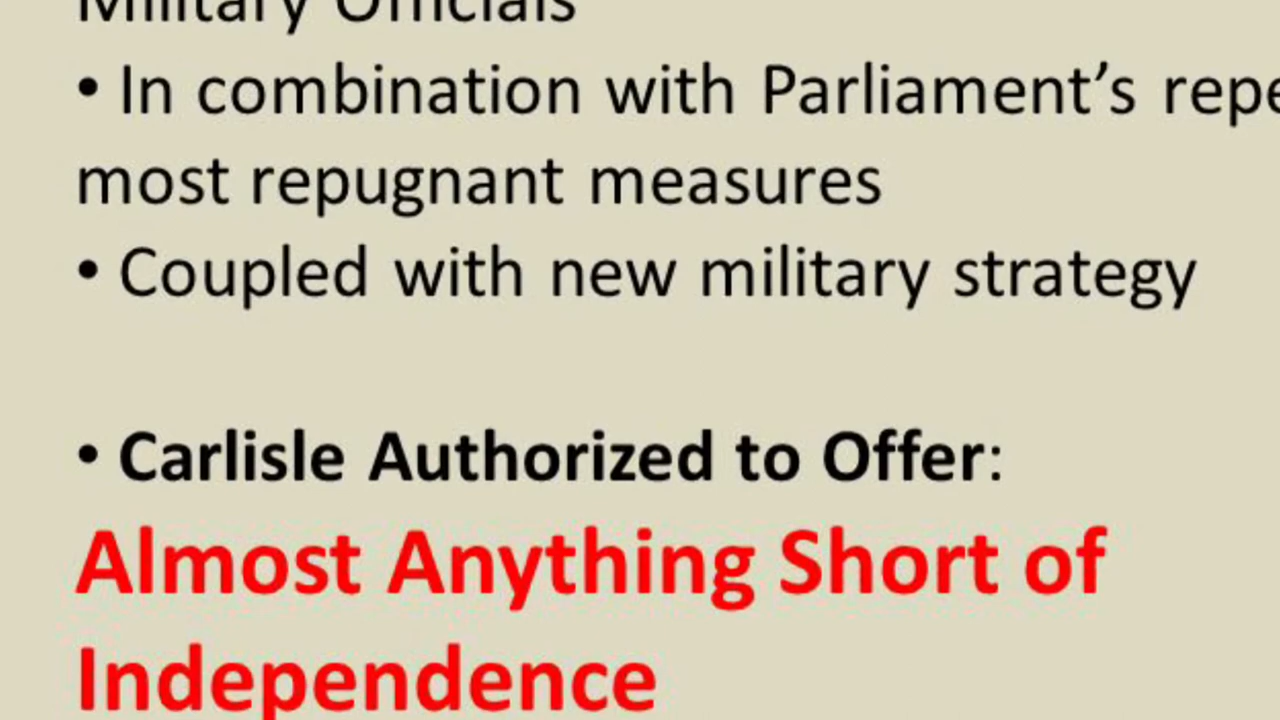 Military Officials
• In combination with Parliament’s
most repugnant measures
• Coupled with new military strategy
• Carlisle Authorized to Offer:
Almost Anything Short of
Independence